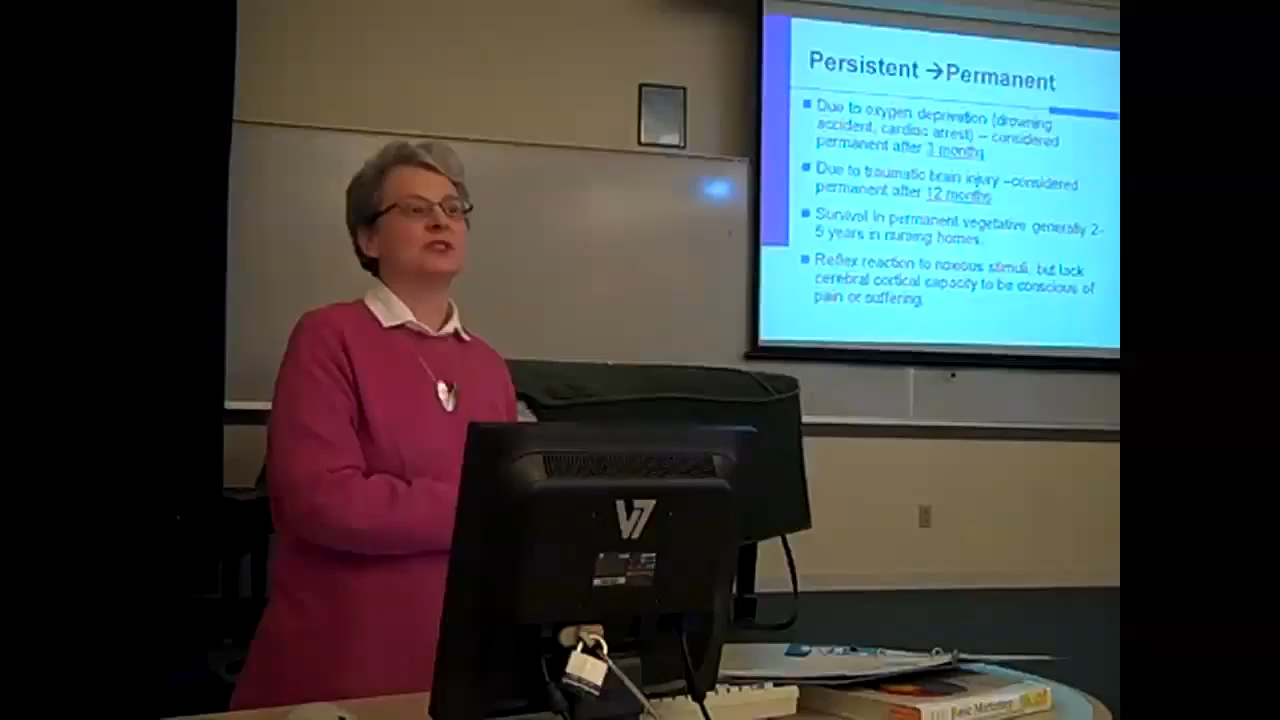 Persistent →Permanent
■ Due to oxygen deprivation (drowning
accident, cardiac arrest) – considered
permanent after 3 months
■ Due to traumatic brain injury –considered
permanent after 12 months
■ Survival in permanent vegetative generally 2-
5 years in nursing homes.
■ Reflex reaction to noxious stimuli, but lack
cerebral cortical capacity to be conscious of
pain or suffering.
V7
Basic Marketing